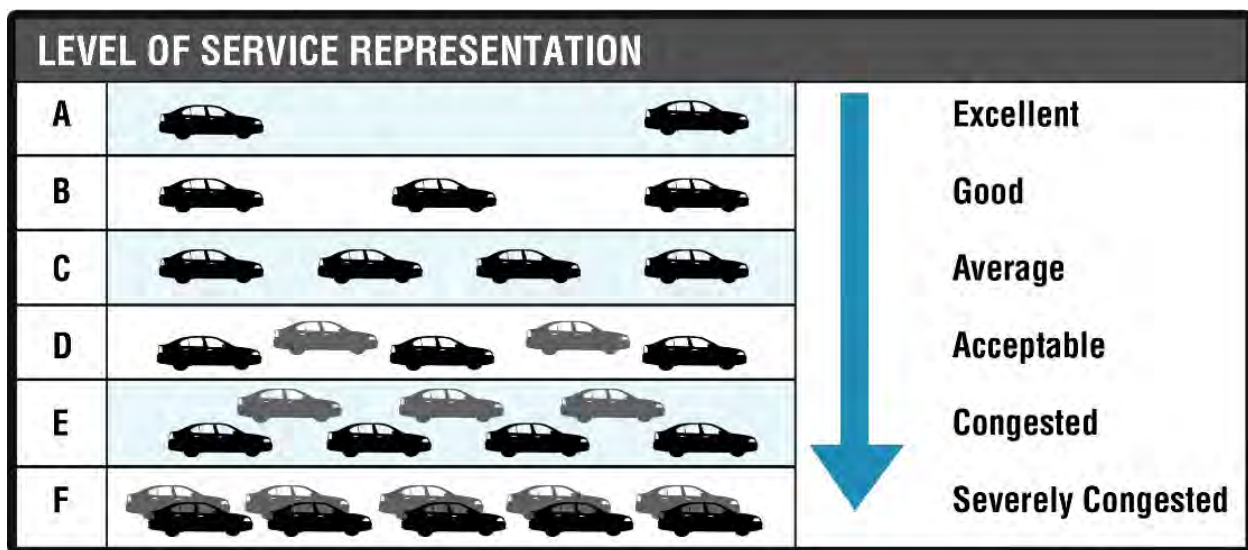 LEVEL OF SERVICE REPRESENTATION
A Excellent
B Good
C Average
D Acceptable
E Congested
F Severely Congested